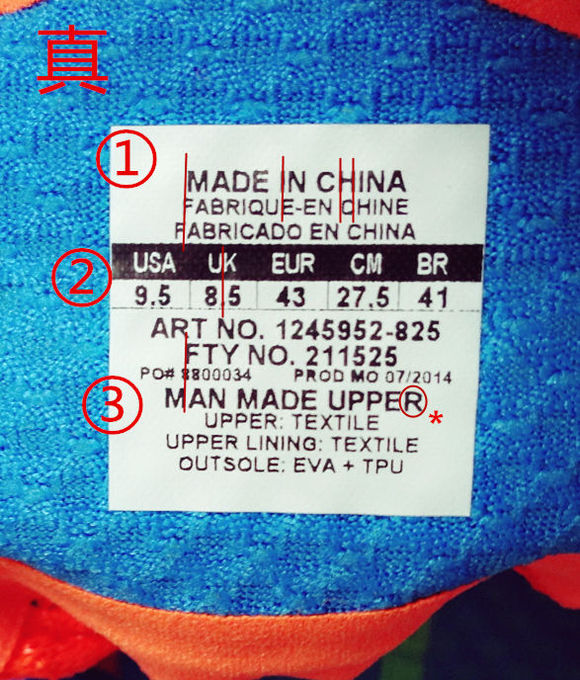 真
①
MADE IN CHINA
FABRIQUE-EN CHINE
FABRICADO EN CHINA
②
USA UK EUR CM BR
9.5 8.5 43 27.5 41
ART NO. 1245952-825
FTY NO. 211525
PO# 8800034 PROD MO 07/2014
③
MAN MADE UPPER*
UPPER: TEXTILE
UPPER LINING: TEXTILE
OUTSOLE: EVA + TPU